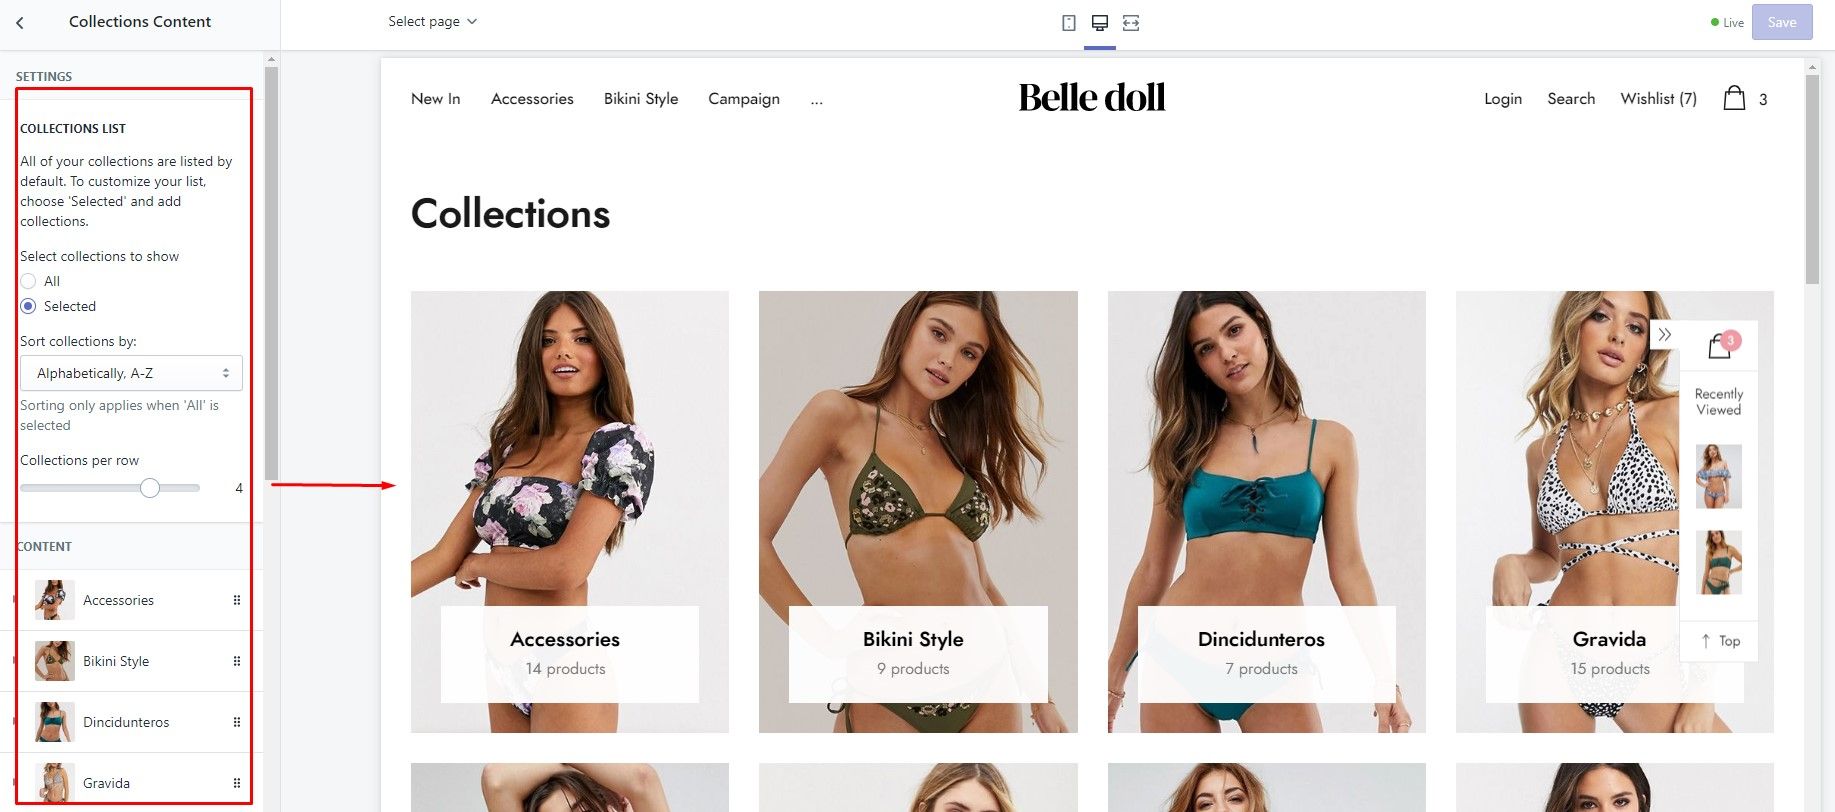 Collections Content
Select page
Live
Save
SETTINGS
COLLECTIONS LIST
All of your collections are listed by
default. To customize your list,
choose 'Selected' and add
collections.
Select collections to show
All
Selected
Sort collections by:
Alphabetically, A-Z
Sorting only applies when 'All' is
selected
Collections per row
4
CONTENT
Accessories
Bikini Style
Dincidunteros
Gravida
New In
Accessories
Bikini Style
Campaign
...
Belle doll
Login
Search
Wishlist (7)
3
Collections
Accessories
14 products
Bikini Style
9 products
Dincidunteros
7 products
Gravida
15 products
3
Recently
Viewed
↑ Top